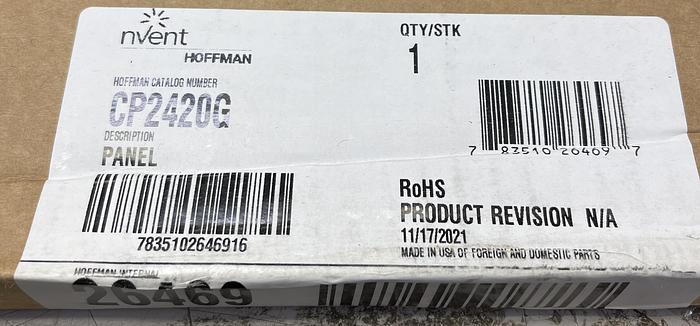 nVent
HOFFMAN
HOFFMAN CATALOG NUMBER
CP2420G
DESCRIPTION
PANEL
7835102646916
HOFFMAN INTERNAL
26469
QTY/STK
1
7 83510 20409 7
RoHS
PRODUCT REVISION N/A
11/17/2021
MADE IN USA OF FOREIGN AND DOMESTIC PARTS